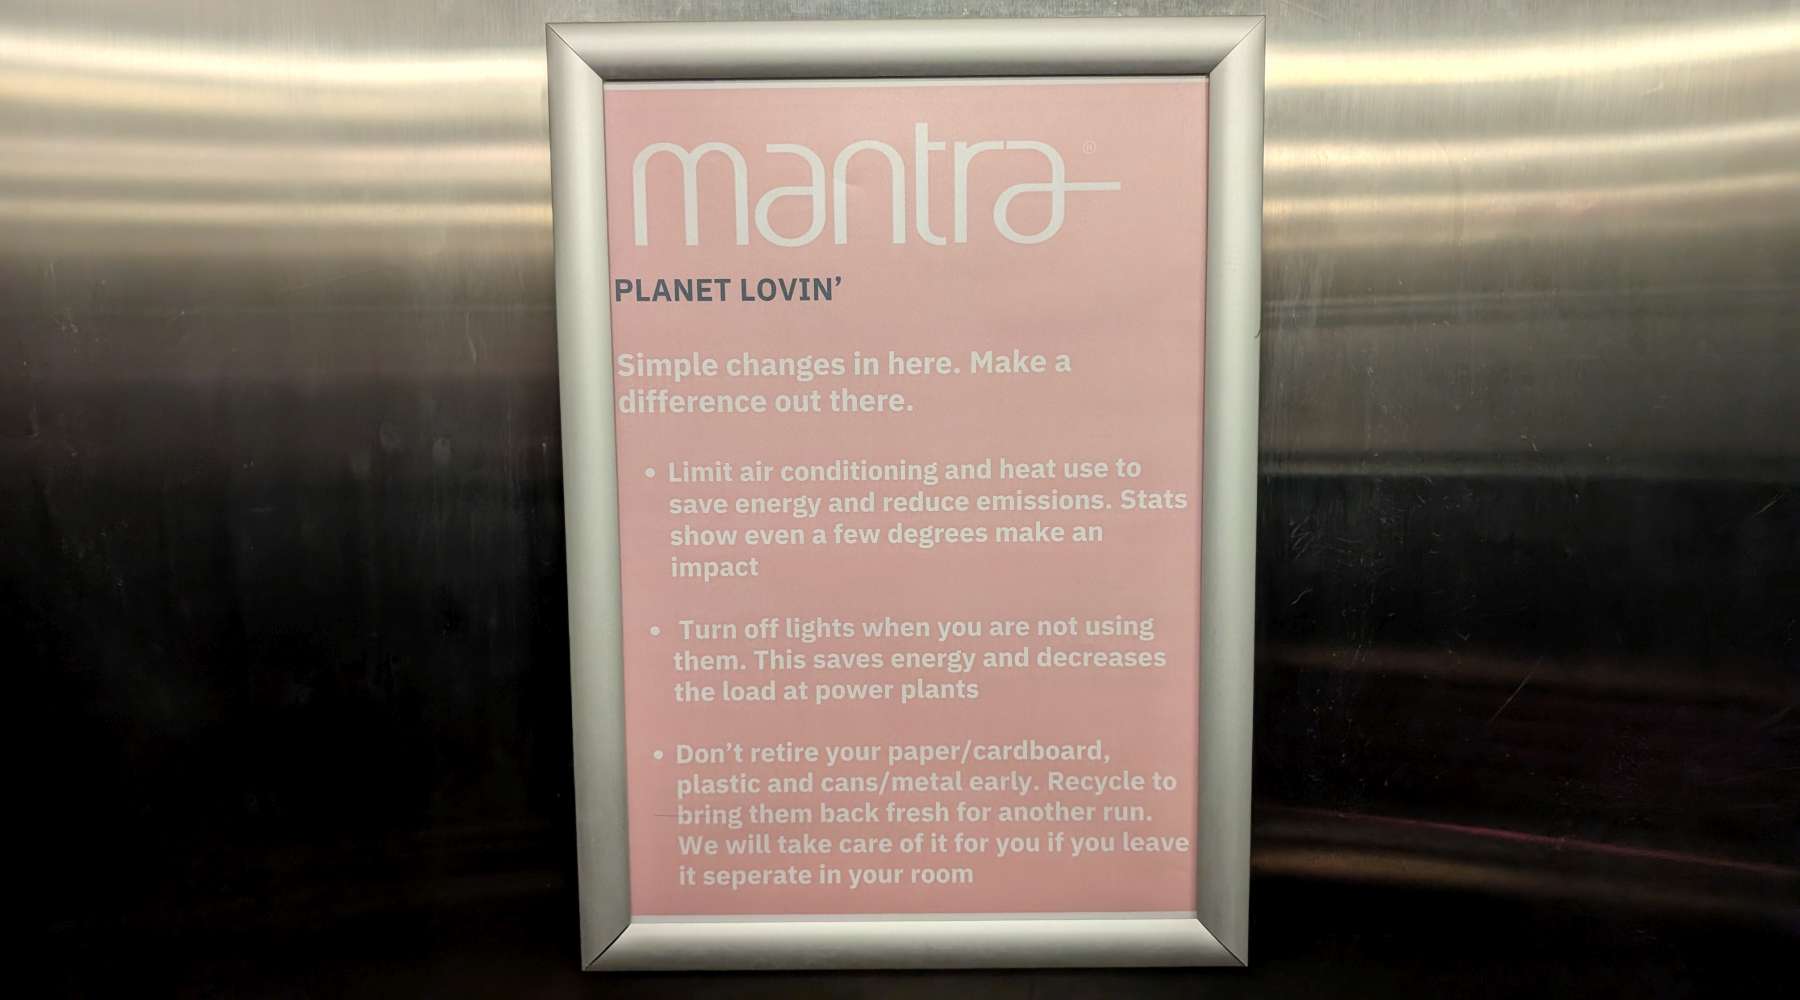 mantra®
PLANET LOVIN’
Simple changes in here. Make a
difference out there.
• Limit air conditioning and heat use to
save energy and reduce emissions. Stats
show even a few degrees make an
impact
• Turn off lights when you are not using
them. This saves energy and decreases
the load at power plants
• Don’t retire your paper/cardboard,
plastic and cans/metal early. Recycle to
bring them back fresh for another run.
We will take care of it for you if you leave
it seperate in your room